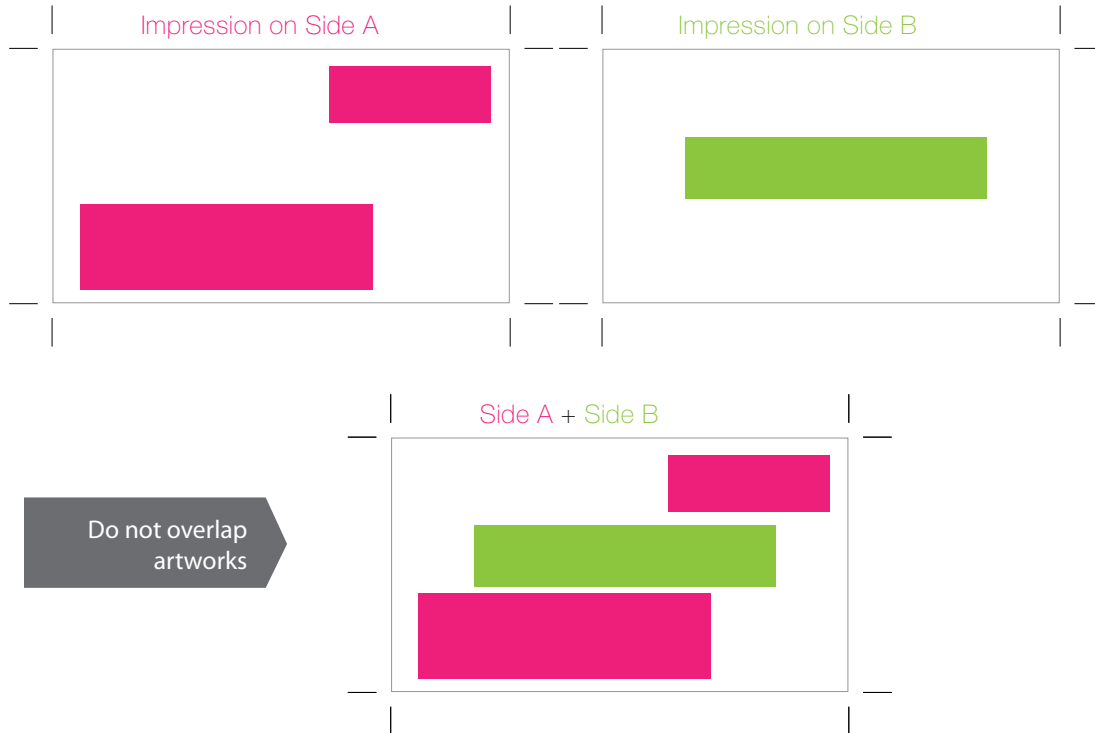 Impression on Side A
Impression on Side B
Side A + Side B
Do not overlap
artworks